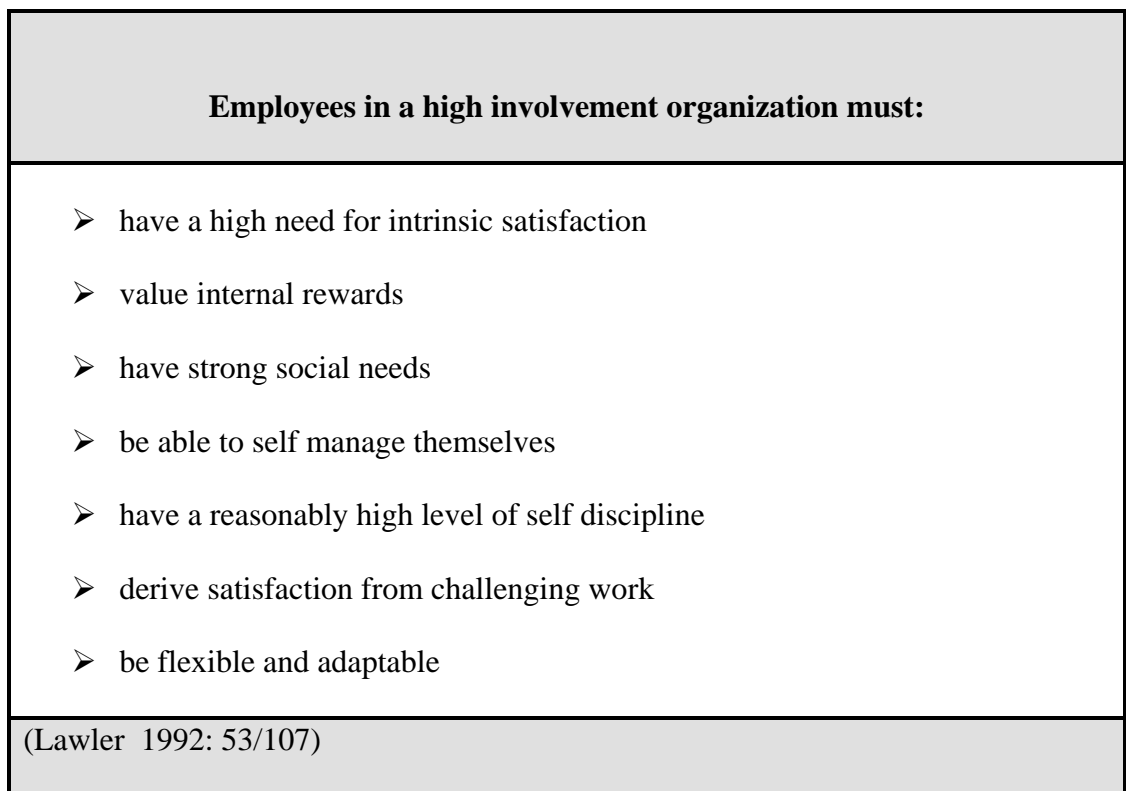 Employees in a high involvement organization must:
➢ have a high need for intrinsic satisfaction
➢ value internal rewards
➢ have strong social needs
➢ be able to self manage themselves
➢ have a reasonably high level of self discipline
➢ derive satisfaction from challenging work
➢ be flexible and adaptable
(Lawler  1992: 53/107)